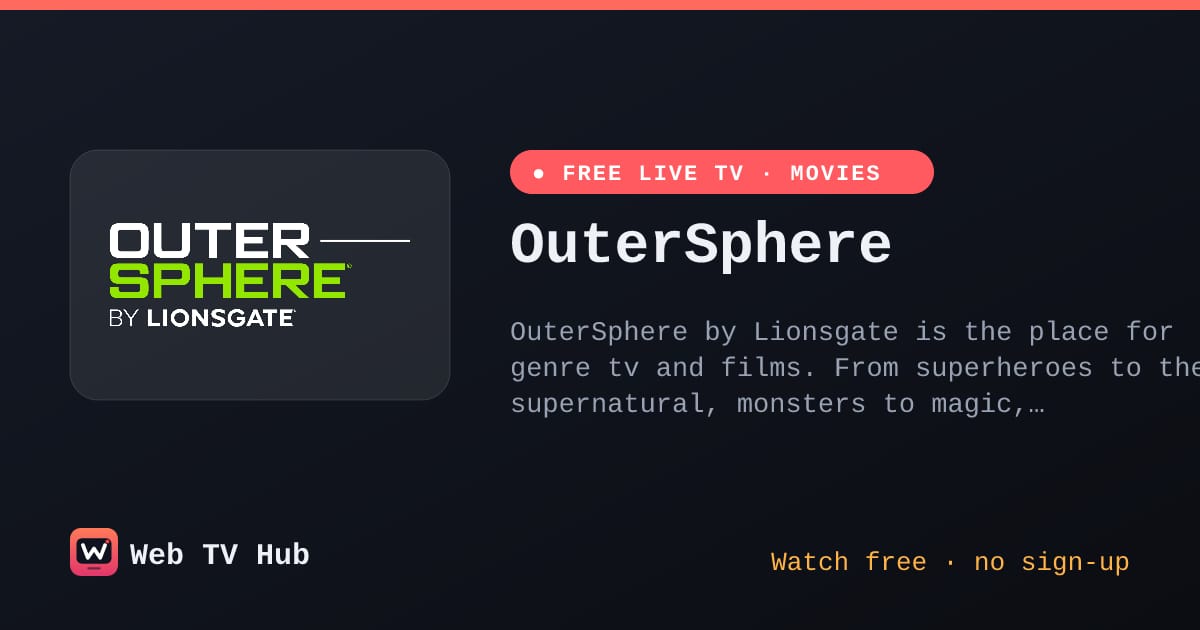 OUTER
SPHERE
BY LIONSGATE
• FREE LIVE TV · MOVIES
OuterSphere
OuterSphere by Lionsgate is the place for
genre tv and films. From superheroes to the
supernatural, monsters to magic,…
W
Web TV Hub
Watch free · no sign-up